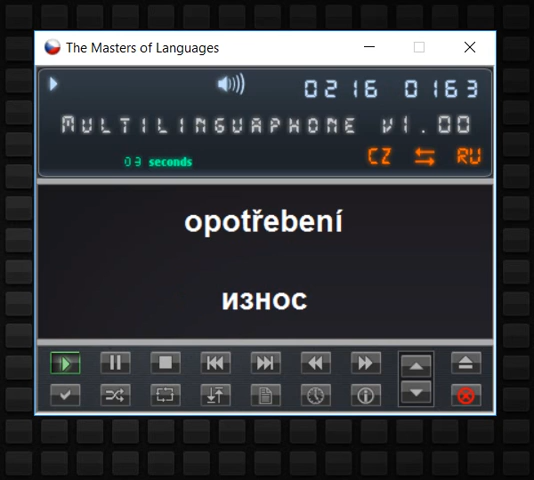 The Masters of Languages
0216 0163
MULTILINGUAPHONE v1.00
03 seconds
CZ RU
opotřebení
износ